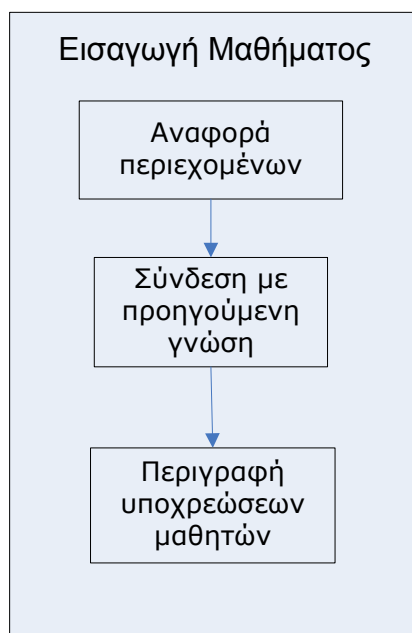 Εισαγωγή Μαθήματος
Αναφορά
περιεχομένων
Σύνδεση με
προηγούμενη
γνώση
Περιγραφή
υποχρεώσεων
μαθητών